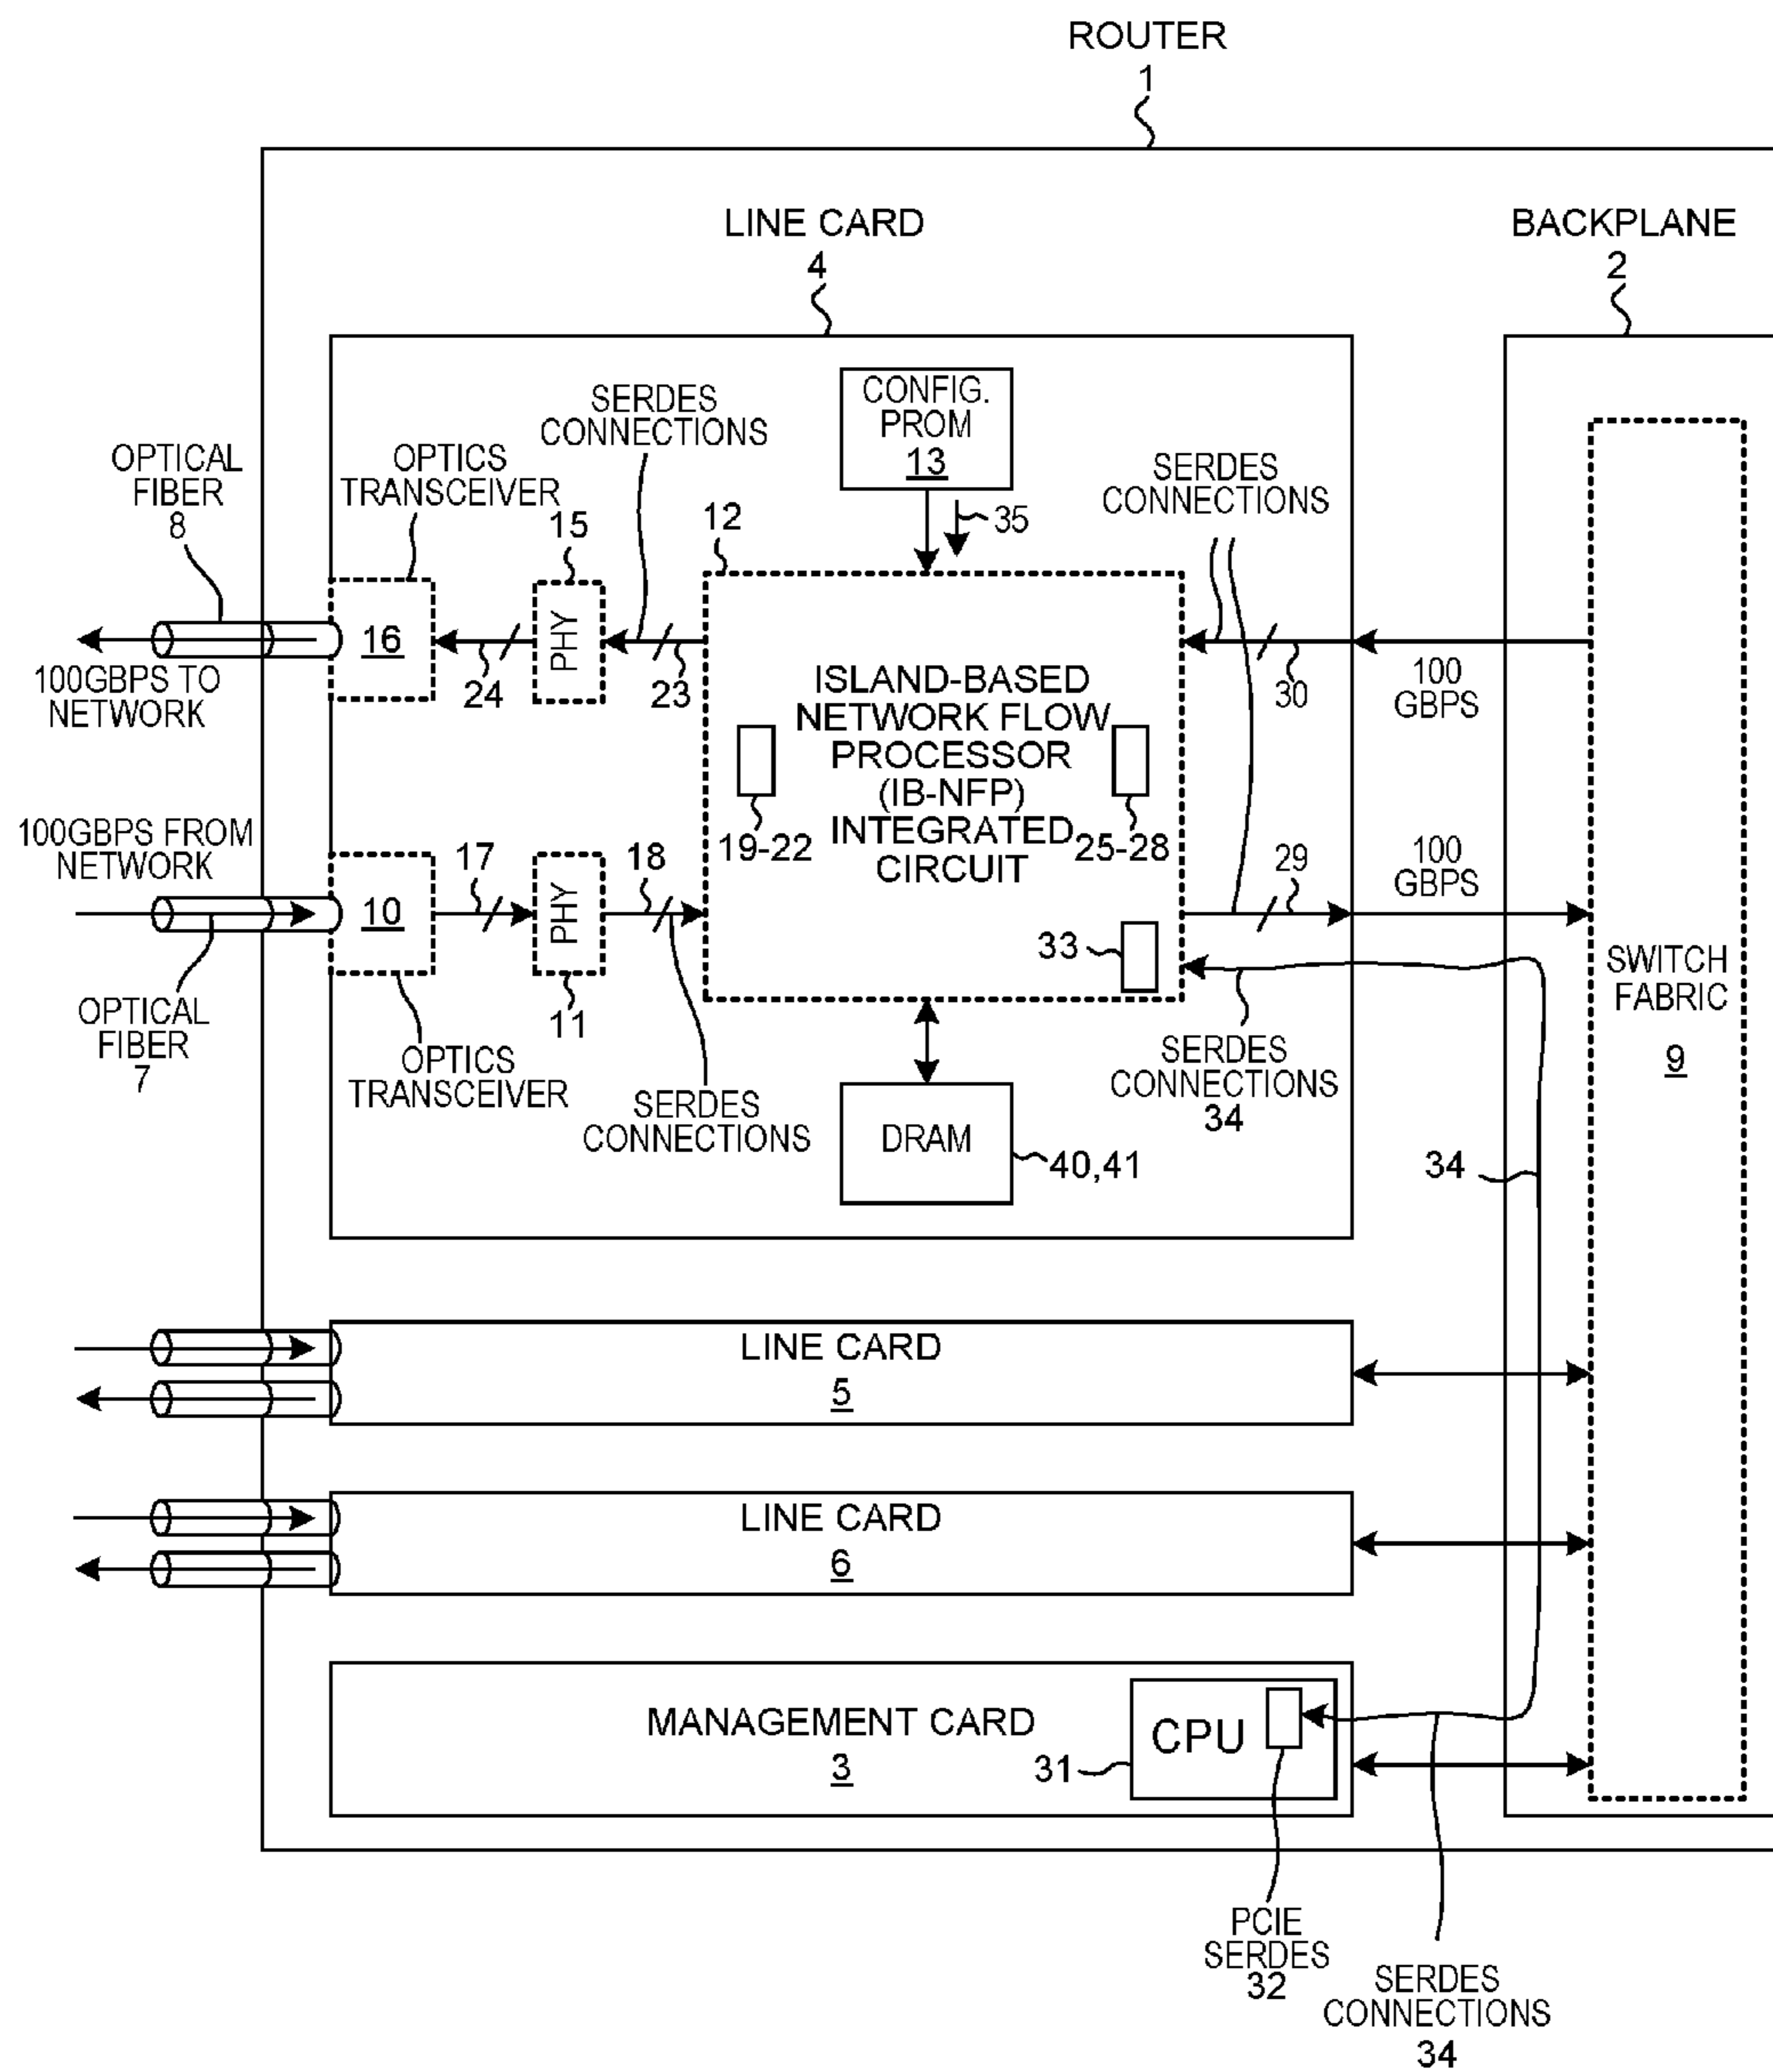 ROUTER
1
LINE CARD
4
BACKPLANE
2
SERDES
CONNECTIONS
CONFIG.
PROM
13
OPTICAL
FIBER
8
OPTICS
TRANSCEIVER
15
12
35
SERDES
CONNECTIONS
16
PHY
24
23
30
100
GBPS
100GBPS TO
NETWORK
ISLAND-BASED
NETWORK FLOW
PROCESSOR
(IB-NFP)
INTEGRATED
CIRCUIT
19-22
25-28
100GBPS FROM
NETWORK
17
18
29
100
GBPS
10
PHY
33
SWITCH
FABRIC
9
OPTICAL
FIBER
7
11
OPTICS
TRANSCEIVER
SERDES
CONNECTIONS
SERDES
CONNECTIONS
34
DRAM
40,41
34
LINE CARD
5
LINE CARD
6
MANAGEMENT CARD
3
31
CPU
PCIE
SERDES
32
SERDES
CONNECTIONS
34